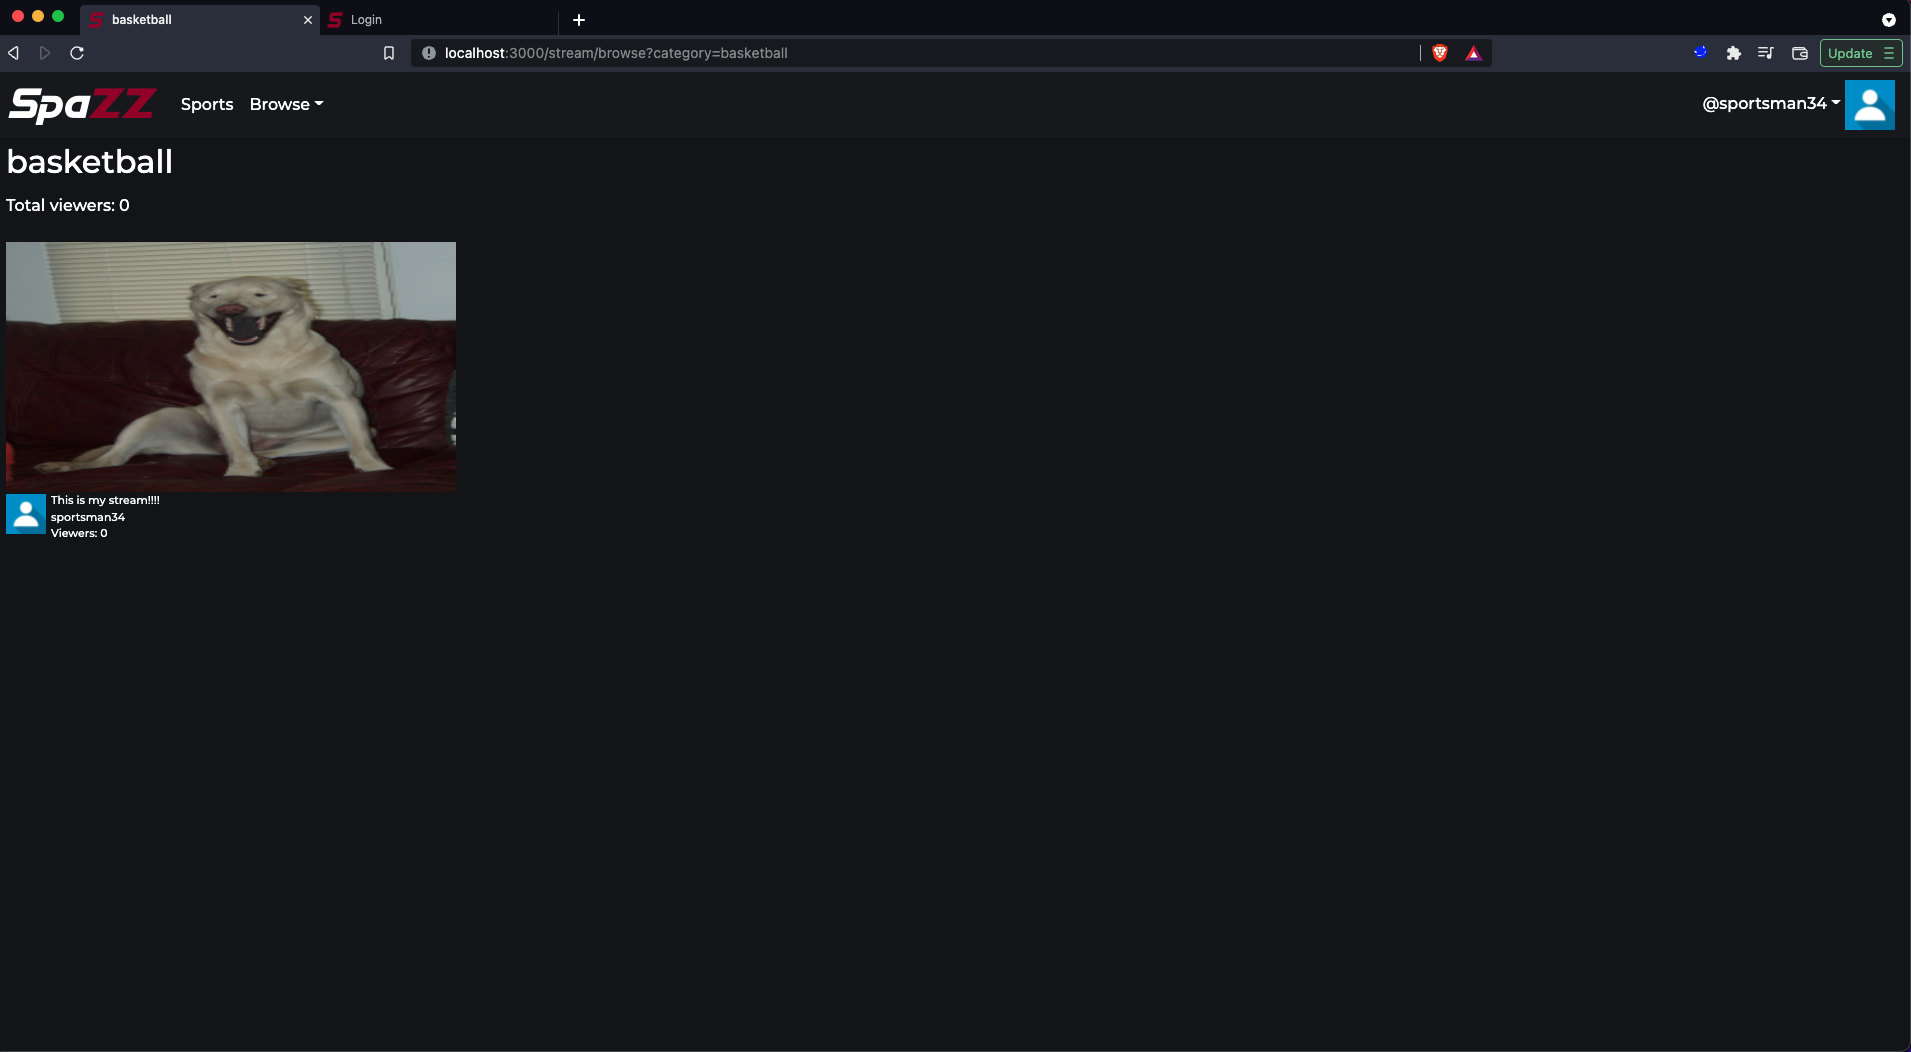 basketball
Login
localhost:3000/stream/browse?category=basketball
Update
SpaZZ
Sports
Browse
@sportsman34
basketball
Total viewers: 0
This is my stream!!!!
sportsman34
Viewers: 0